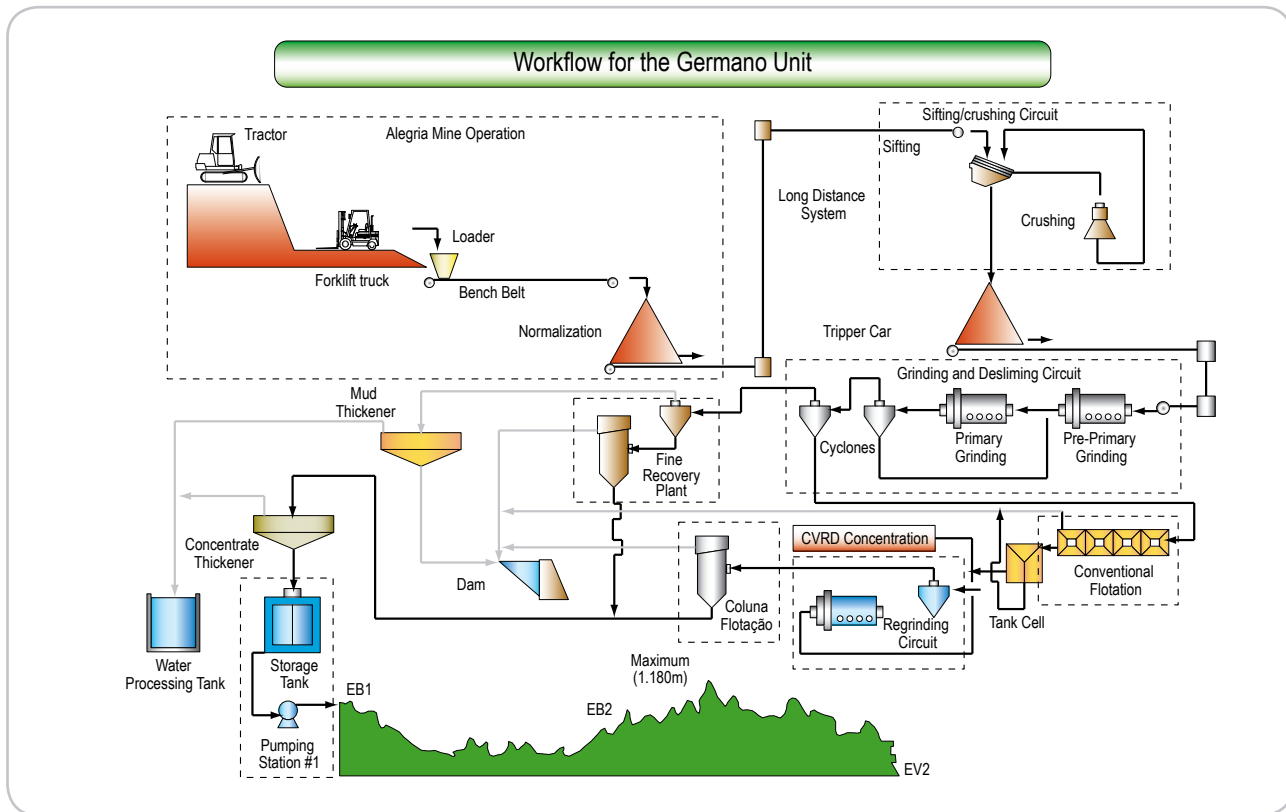 Workflow for the Germano Unit
Tractor
Alegria Mine Operation
Loader
Forklift truck
Bench Belt
Normalization
Long Distance
System
Sifting/crushing Circuit
Sifting
Crushing
Tripper Car
Grinding and Desliming Circuit
Cyclones
Primary
Grinding
Pre-Primary
Grinding
Mud
Thickener
Fine
Recovery
Plant
Concentrate
Thickener
Dam
CVRD Concentration
Conventional
Flotation
Tank Cell
Coluna
Flotação
Regrinding
Circuit
Water
Processing Tank
Storage
Tank
Pumping
Station #1
EB1
EB2
Maximum
(1.180m)
EV2